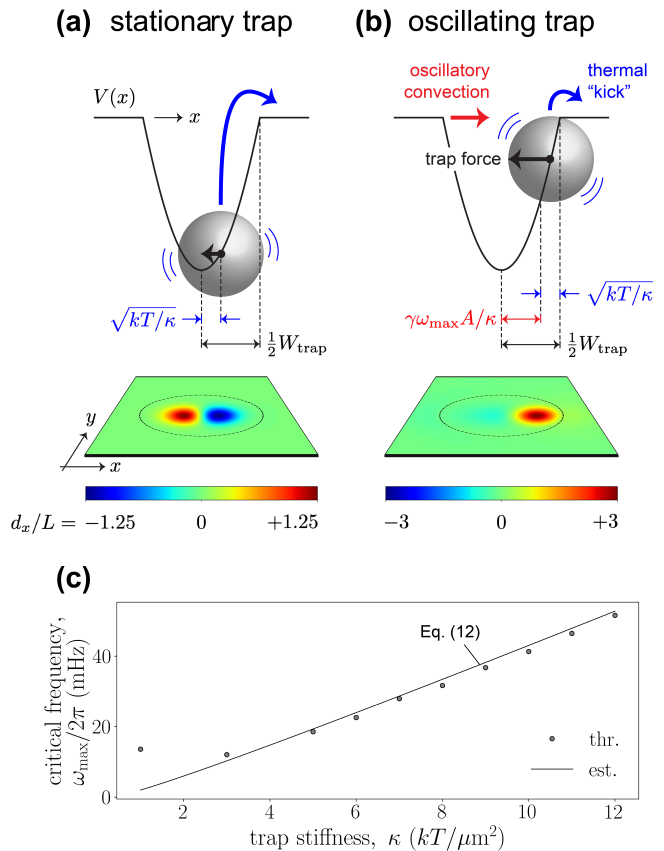 (a) stationary trap
V(x) x
√kT/κ
½W_trap
y
x
d_x/L = −1.25 0 +1.25
(b) oscillating trap
oscillatory
convection
thermal
“kick”
trap force
√kT/κ
γω_max A/κ
½W_trap
−3 0 +3
(c)
critical frequency,
ω_max/2π (mHz)
40
20
0
Eq. (12)
thr.
est.
2 4 6 8 10 12
trap stiffness, κ (kT/μm²)